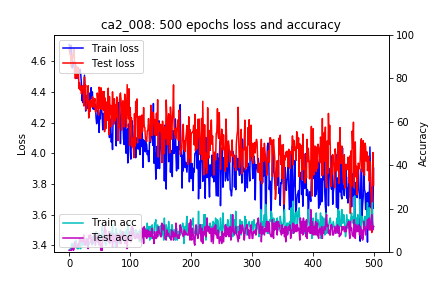 ca2_008: 500 epochs loss and accuracy
Train loss
Test loss
Train acc
Test acc
Loss
4.6
4.4
4.2
4.0
3.8
3.6
3.4
Accuracy
100
80
60
40
20
0
0
100
200
300
400
500